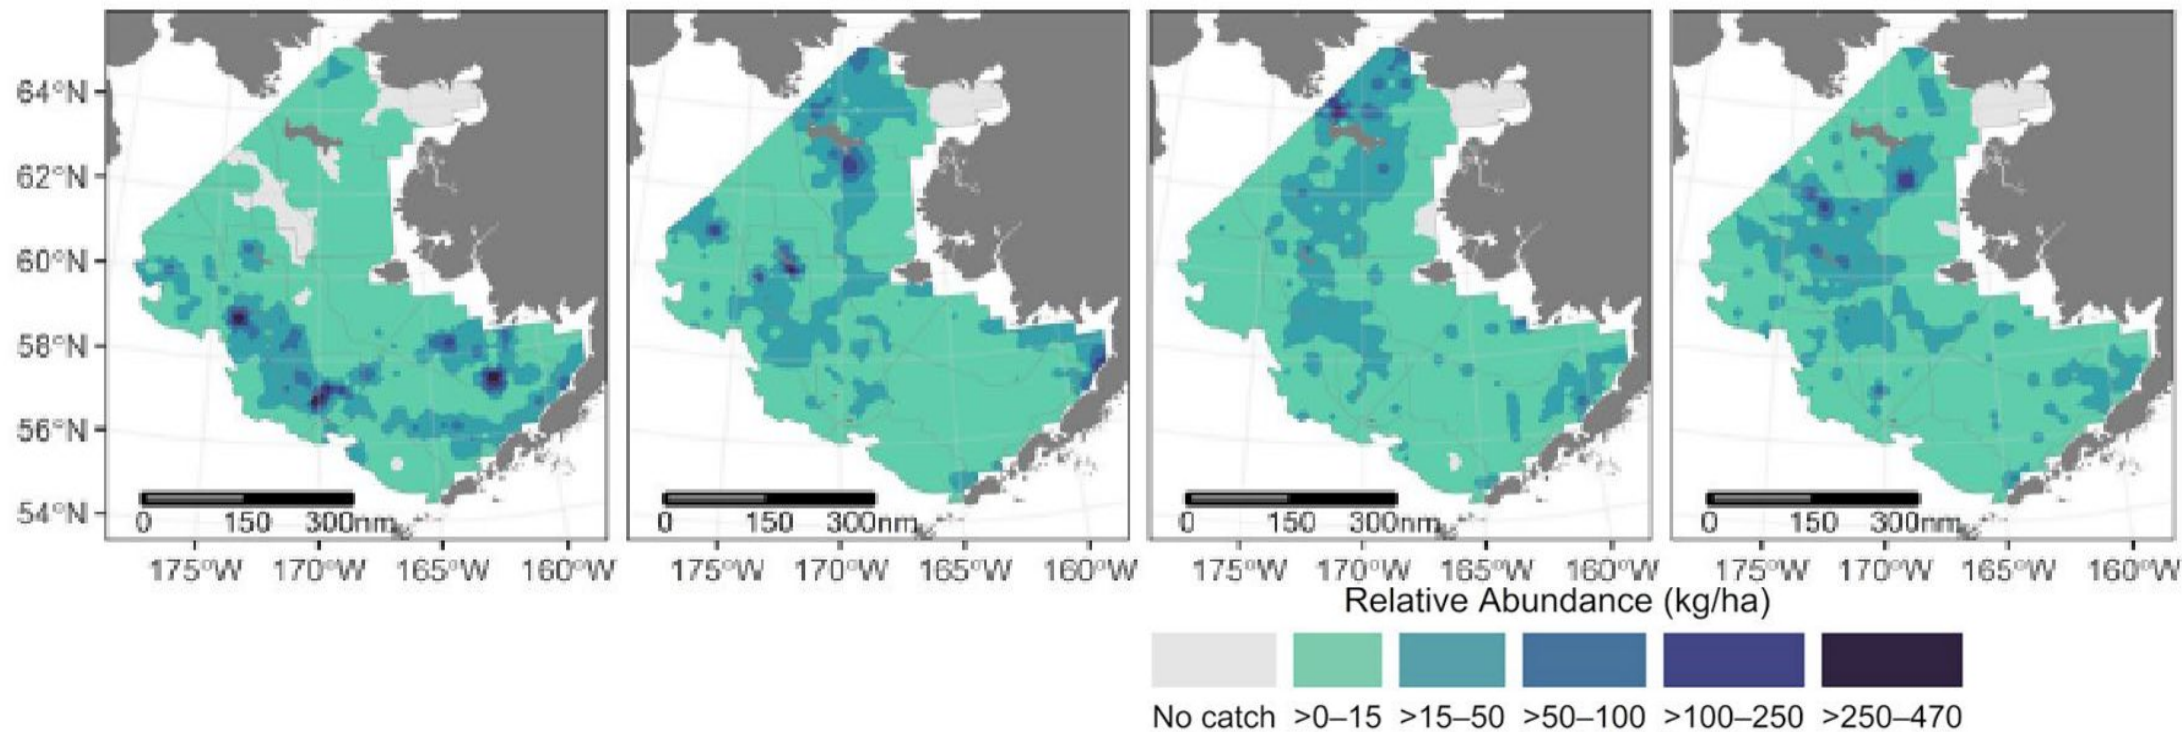 64°N
62°N
60°N
58°N
56°N
54°N
0 150 300nm
0 150 300nm
0 150 300nm
0 150 300nm
175°W 170°W 165°W 160°W
175°W 170°W 165°W 160°W
175°W 170°W 165°W 160°W
175°W 170°W 165°W 160°W
Relative Abundance (kg/ha)
No catch >0–15 >15–50 >50–100 >100–250 >250–470